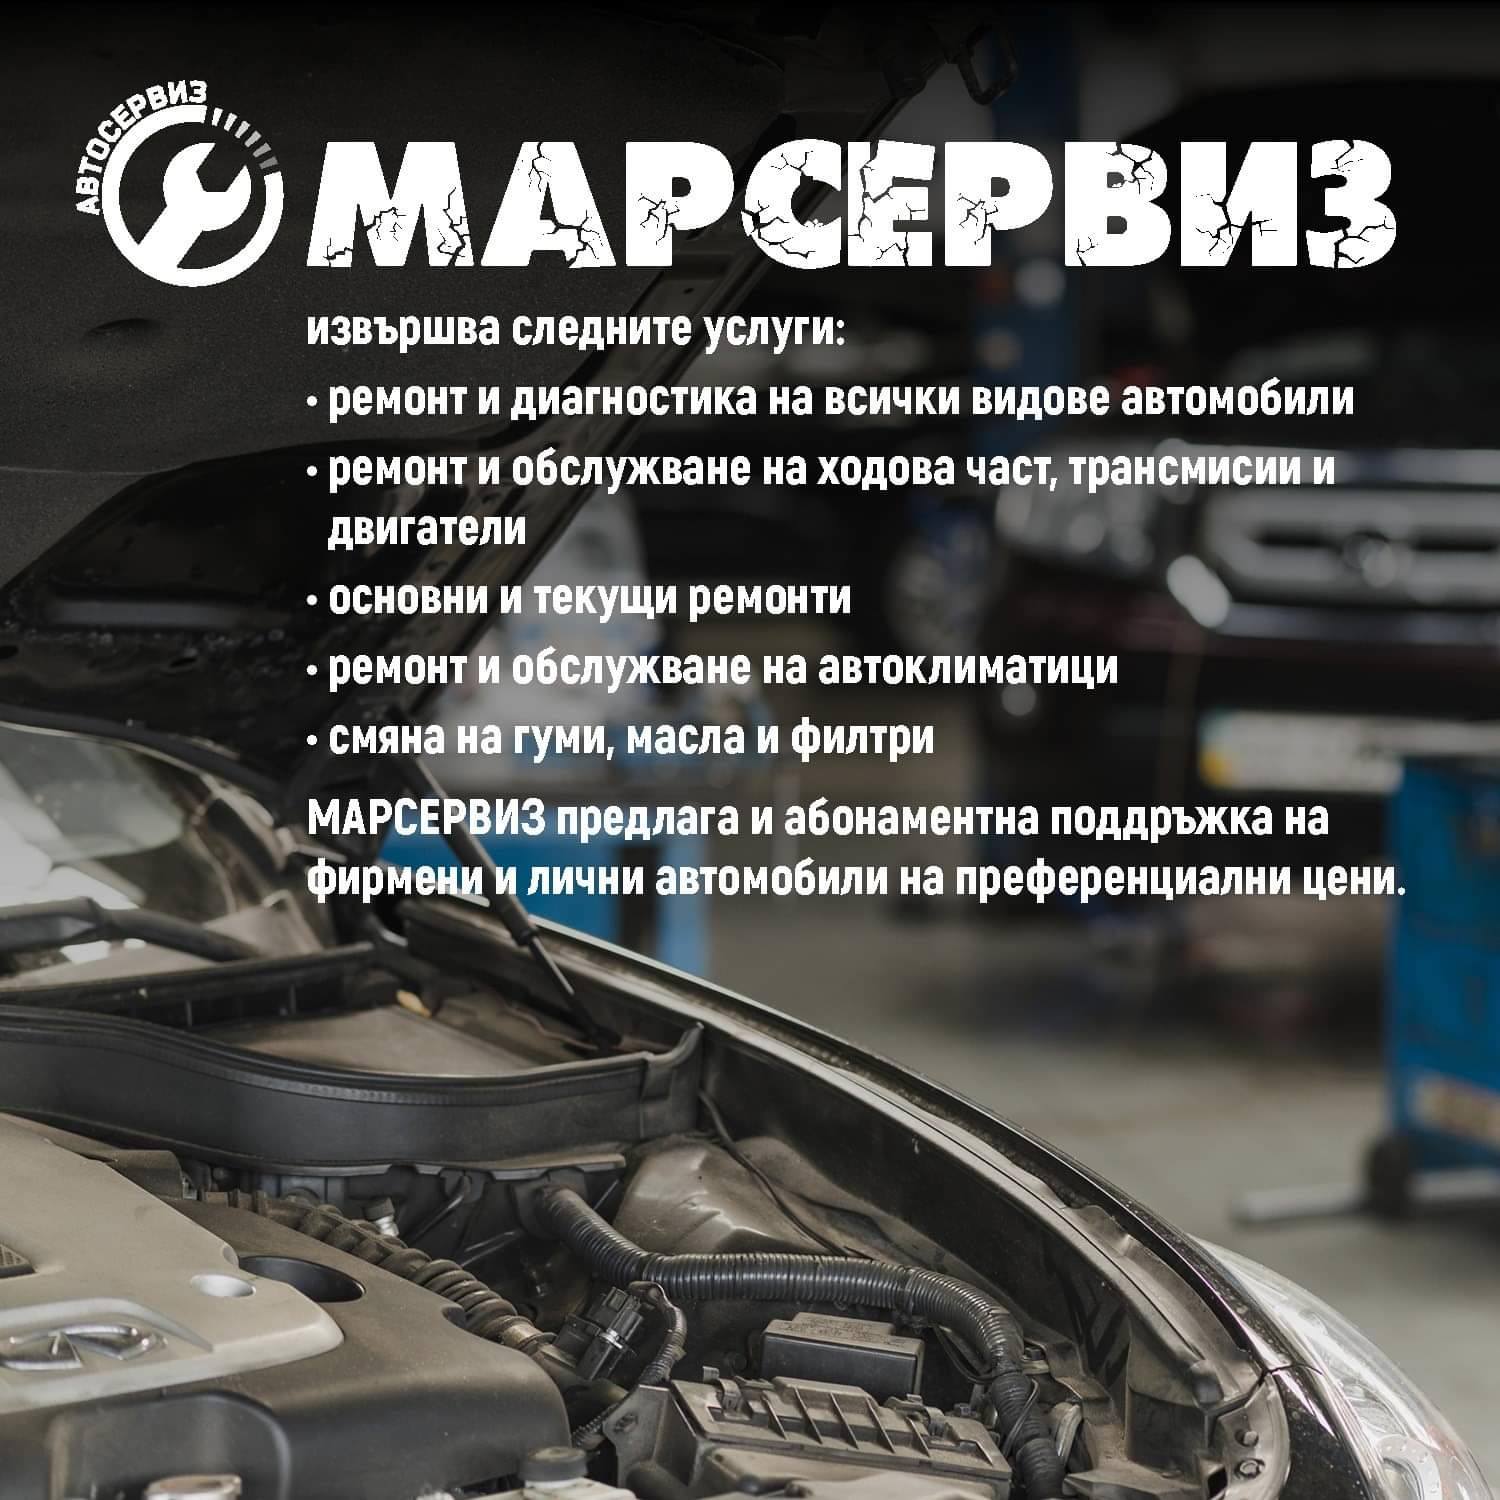 АВТОСЕРВИЗ
МАРСЕРВИЗ
извършва следните услуги:
• ремонт и диагностика на всички видове автомобили
• ремонт и обслужване на ходова част, трансмисии и
двигатели
• основни и текущи ремонти
• ремонт и обслужване на автоклиматици
• смяна на гуми, масла и филтри
МАРСЕРВИЗ предлага и абонаментна поддръжка на
фирмени и лични автомобили на преференциални цени.